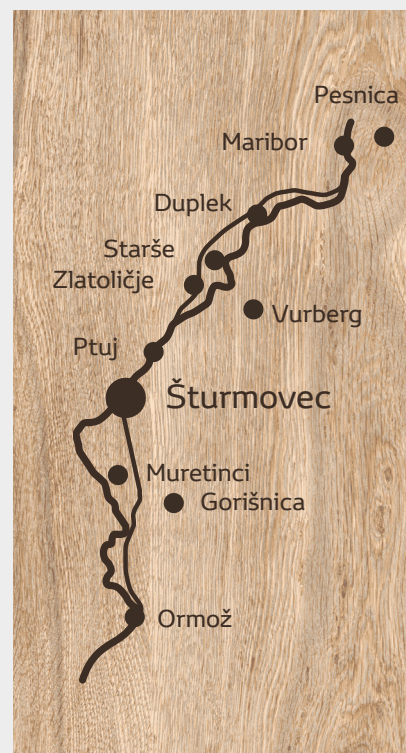 Pesnica
Maribor
Duplek
Starše
Zlatoličje
Vurberg
Ptuj
Šturmovec
Muretinci
Gorišnica
Ormož